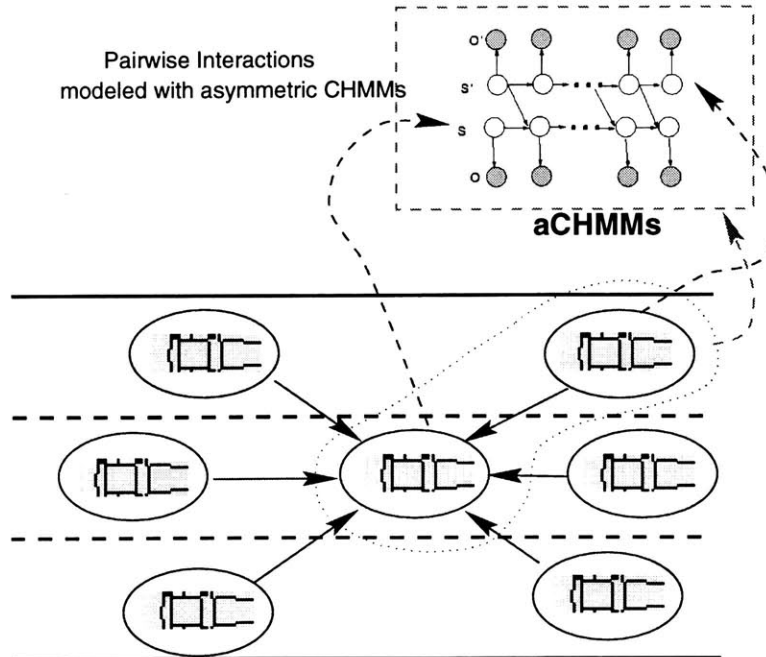 Pairwise Interactions
modeled with asymmetric CHMMs
O'
S'
S
O
aCHMMs